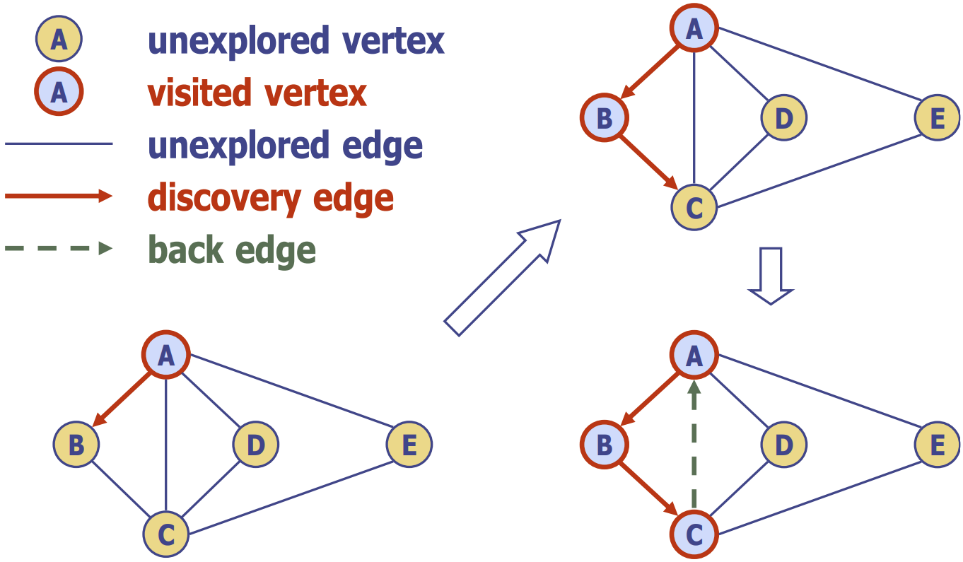 A unexplored vertex
A visited vertex
unexplored edge
discovery edge
back edge
A
B
D
E
C
A
B
D
E
C
A
B
D
E
C